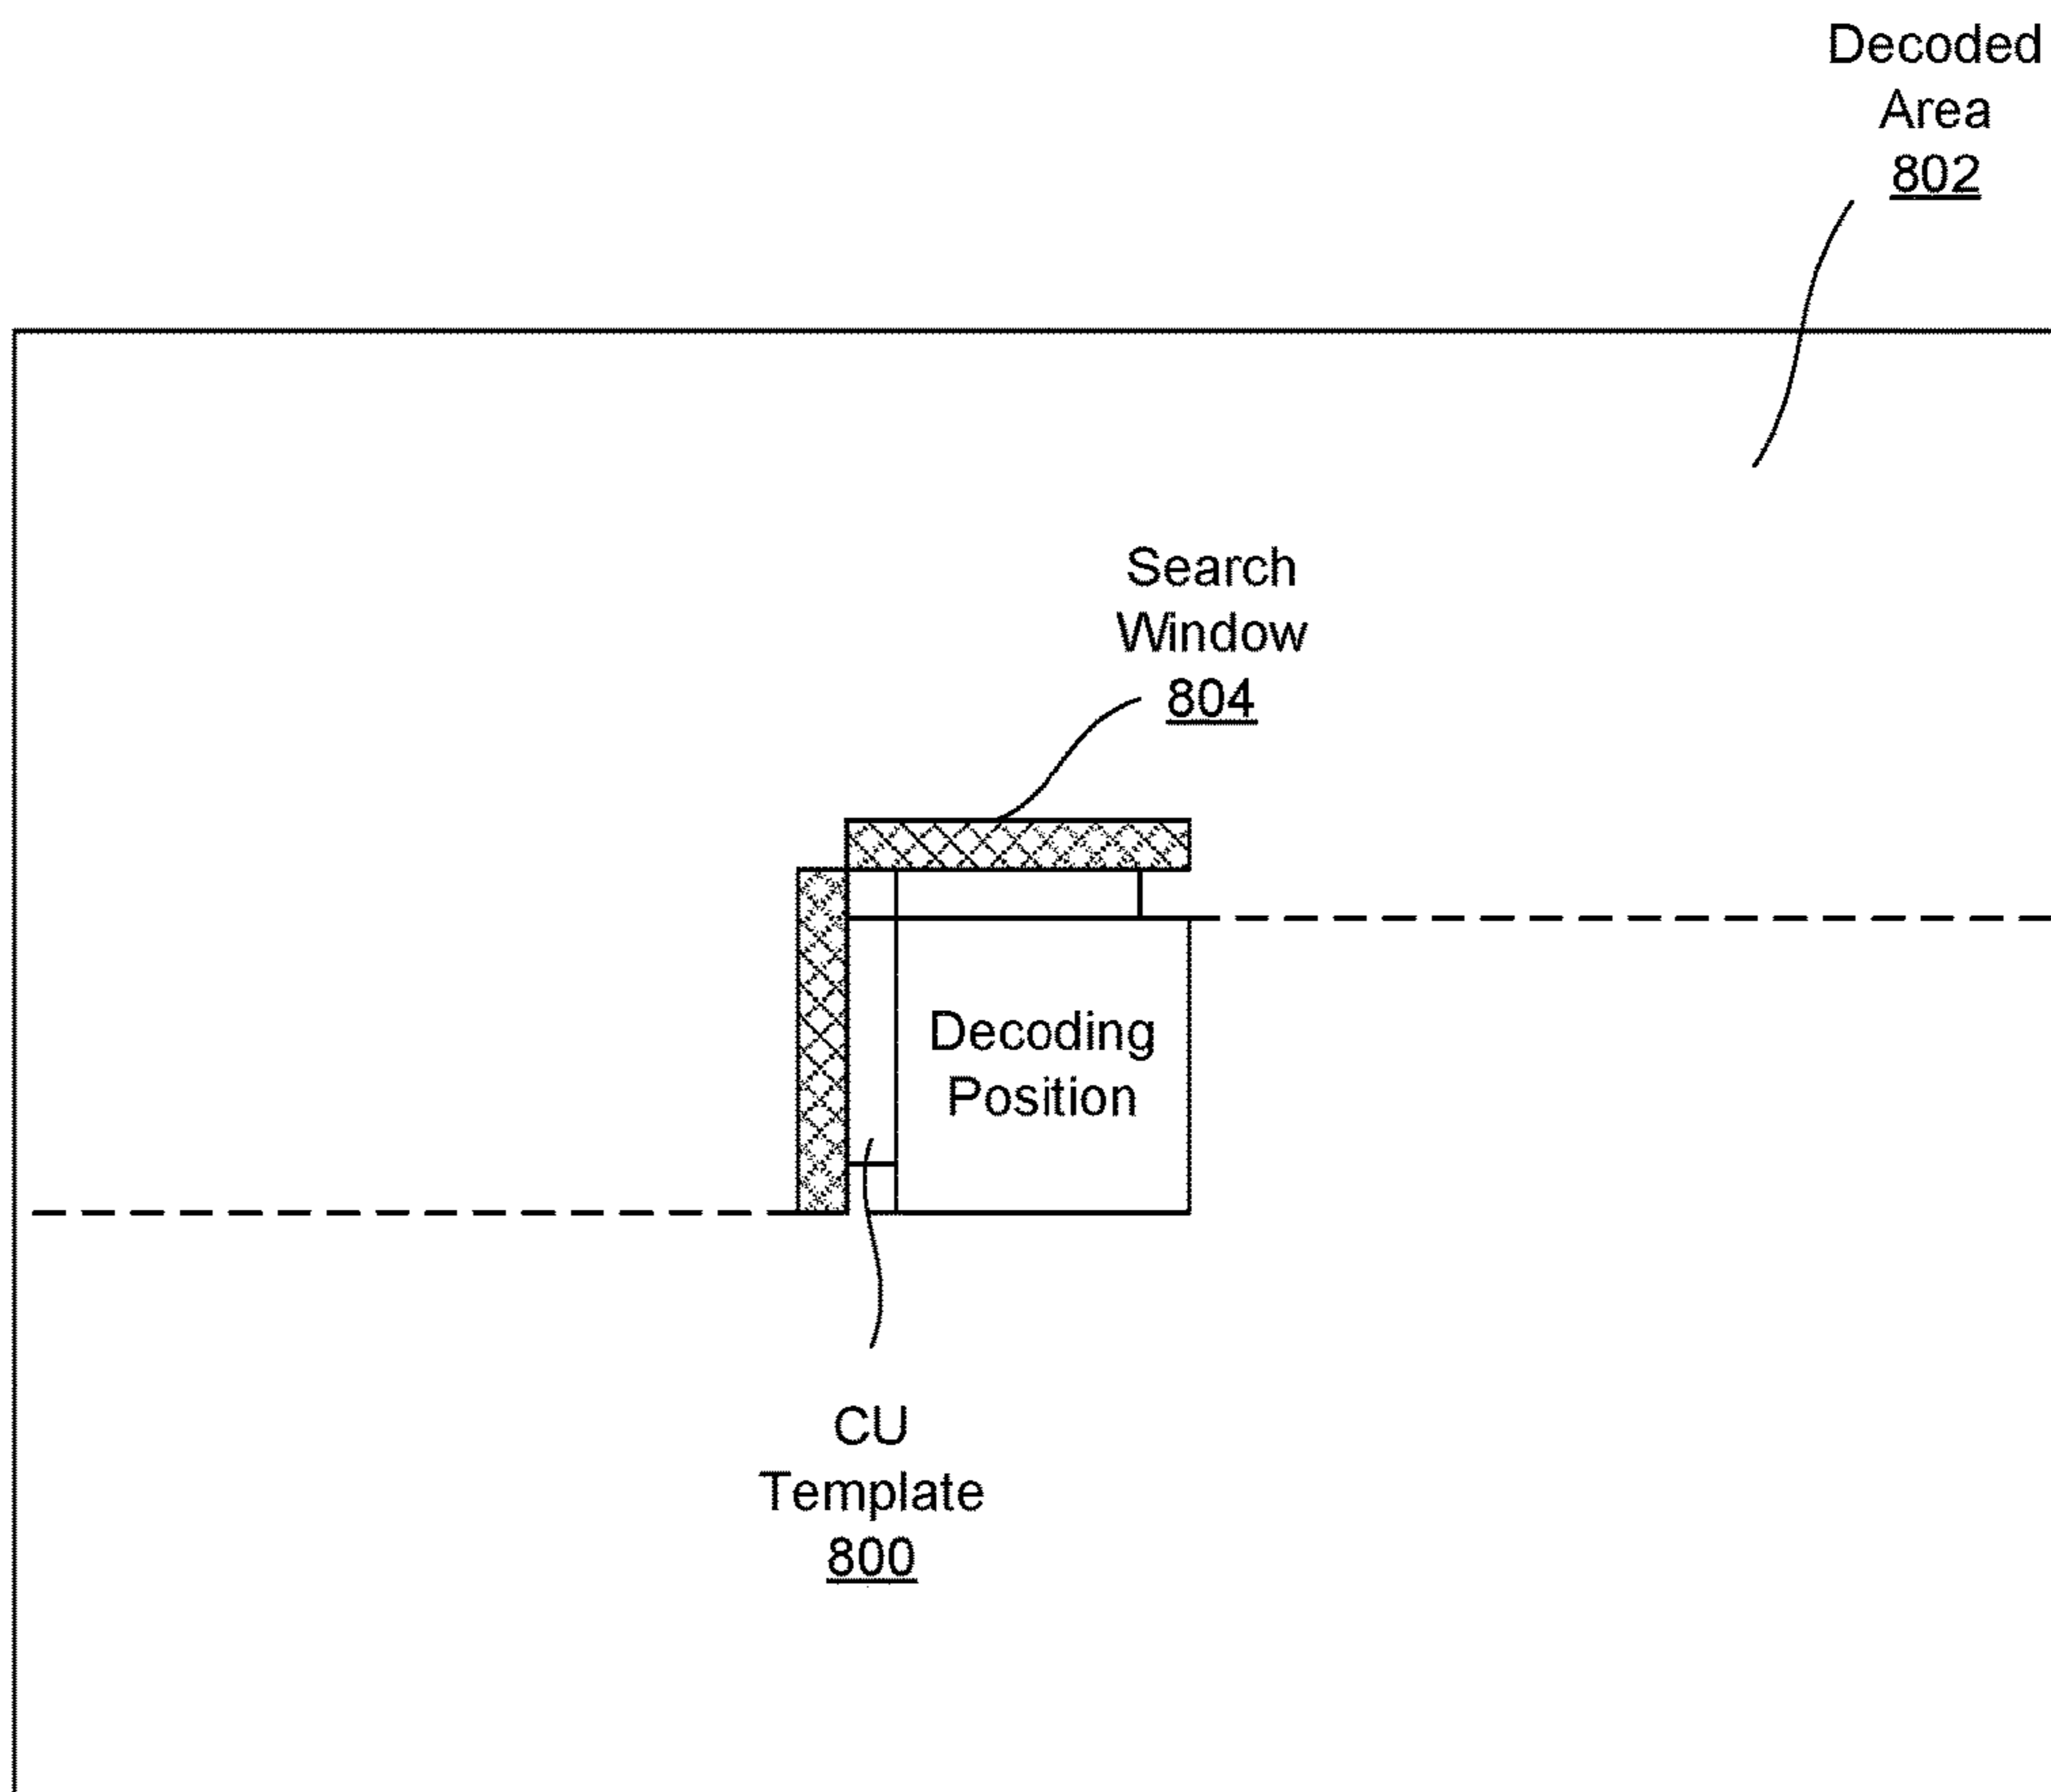 Decoded
Area
802
Search
Window
804
Decoding
Position
CU
Template
800